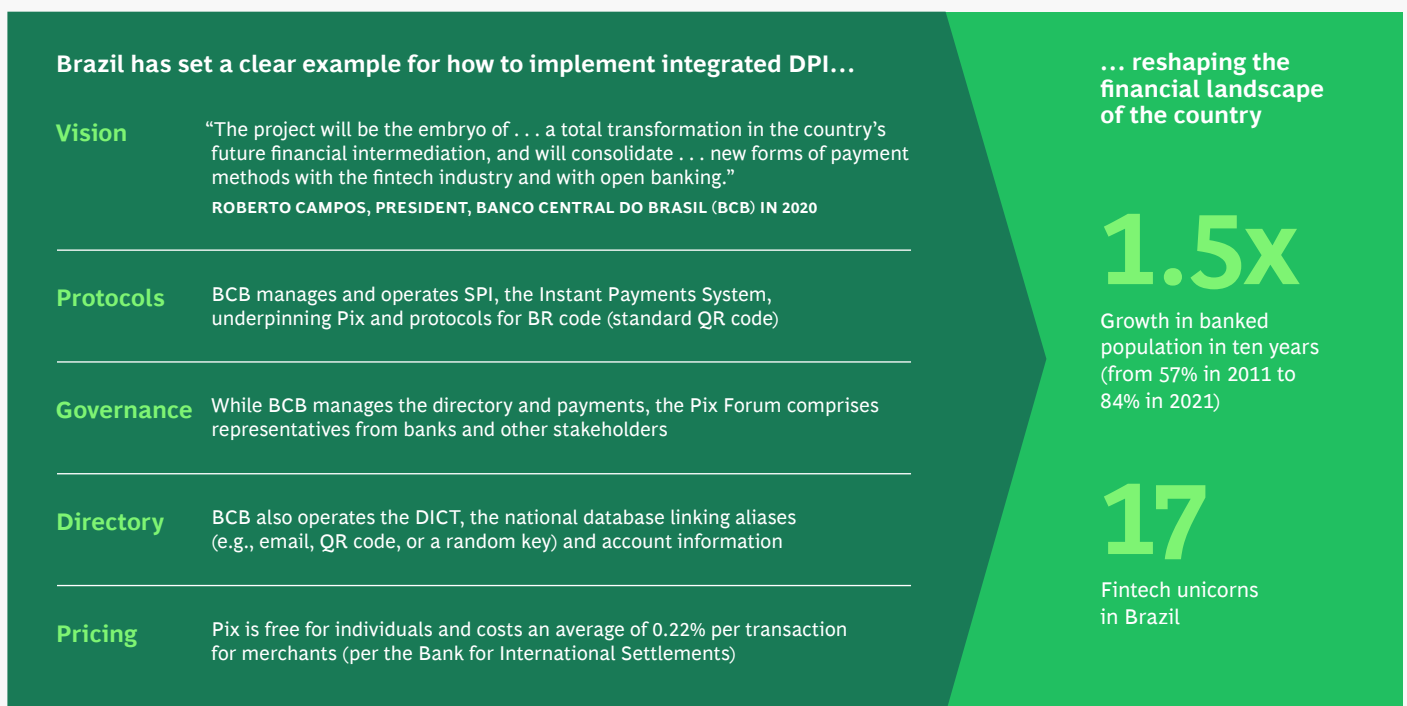 Brazil has set a clear example for how to implement integrated DPI...
Vision
“The project will be the embryo of . . . a total transformation in the country’s
future financial intermediation, and will consolidate . . . new forms of payment
methods with the fintech industry and with open banking.”
ROBERTO CAMPOS, PRESIDENT, BANCO CENTRAL DO BRASIL (BCB) IN 2020
Protocols
BCB manages and operates SPI, the Instant Payments System,
underpinning Pix and protocols for BR code (standard QR code)
Governance
While BCB manages the directory and payments, the Pix Forum comprises
representatives from banks and other stakeholders
Directory
BCB also operates the DICT, the national database linking aliases
(e.g., email, QR code, or a random key) and account information
Pricing
Pix is free for individuals and costs an average of 0.22% per transaction
for merchants (per the Bank for International Settlements)
... reshaping the
financial landscape
of the country
1.5x
Growth in banked
population in ten years
(from 57% in 2011 to
84% in 2021)
17
Fintech unicorns
in Brazil